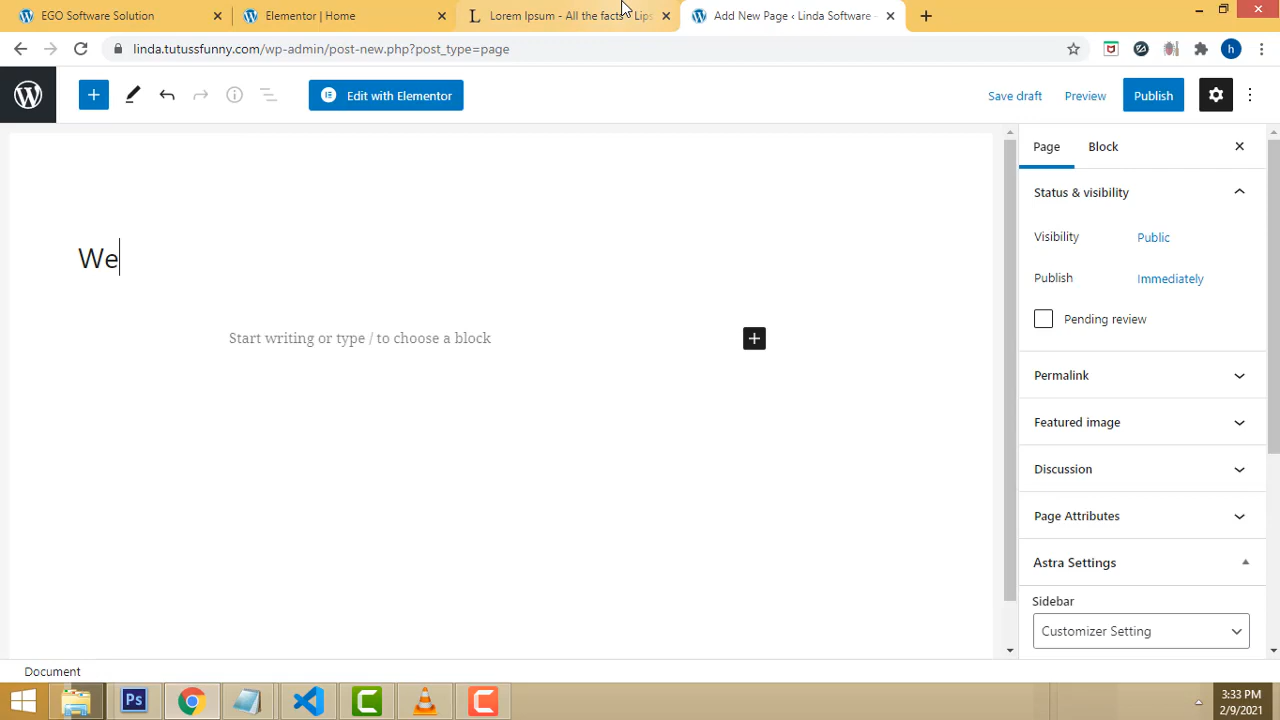 EGO Software Solution
Elementor | Home
Lorem Ipsum - All the facts - Lips
Add New Page ‹ Linda Software -
linda.tutussfunny.com/wp-admin/post-new.php?post_type=page
h
Edit with Elementor
Save draft
Preview
Publish
Page
Block
Status & visibility
We
Visibility
Public
Publish
Immediately
Pending review
Start writing or type / to choose a block
Permalink
Featured image
Discussion
Page Attributes
Astra Settings
Sidebar
Customizer Setting
Document
Ps
3:33 PM
2/9/2021